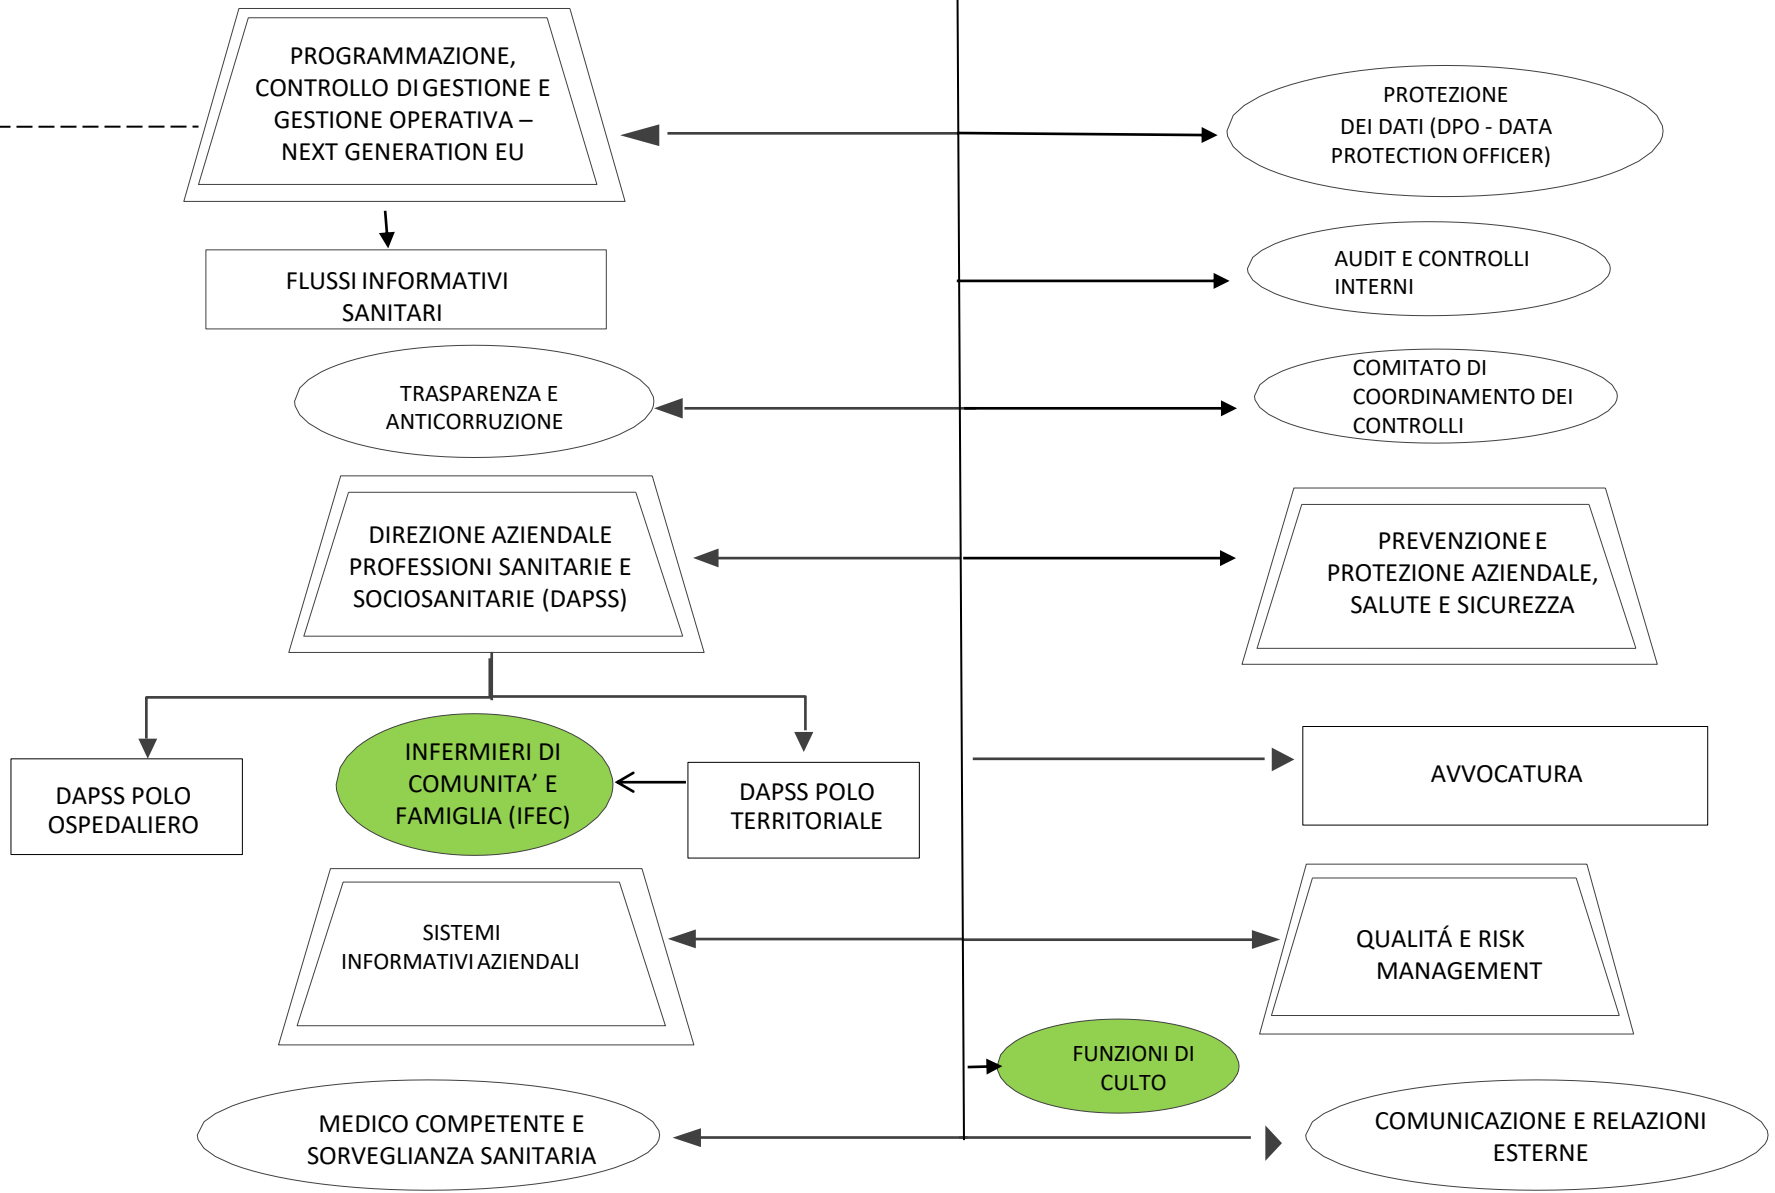 PROGRAMMAZIONE,
CONTROLLO DI GESTIONE E
GESTIONE OPERATIVA –
NEXT GENERATION EU
PROTEZIONE
DEI DATI (DPO - DATA
PROTECTION OFFICER)
FLUSSI INFORMATIVI
SANITARI
AUDIT E CONTROLLI
INTERNI
TRASPARENZA E
ANTICORRUZIONE
COMITATO DI
COORDINAMENTO DEI
CONTROLLI
DIREZIONE AZIENDALE
PROFESSIONI SANITARIE E
SOCIOSANITARIE (DAPSS)
PREVENZIONE E
PROTEZIONE AZIENDALE,
SALUTE E SICUREZZA
DAPSS POLO
OSPEDALIERO
INFERMIERI DI
COMUNITA’ E
FAMIGLIA (IFEC)
DAPSS POLO
TERRITORIALE
AVVOCATURA
SISTEMI
INFORMATIVI AZIENDALI
QUALITÁ E RISK
MANAGEMENT
FUNZIONI DI
CULTO
MEDICO COMPETENTE E
SORVEGLIANZA SANITARIA
COMUNICAZIONE E RELAZIONI
ESTERNE